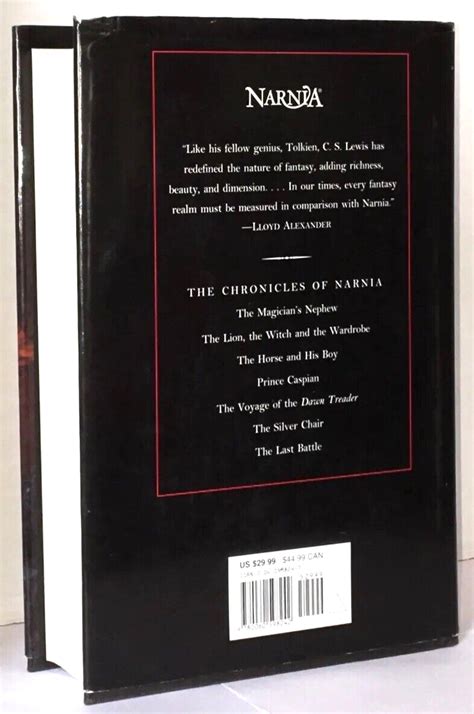 NARNIA®
“Like his fellow genius, Tolkien, C. S. Lewis has
redefined the nature of fantasy, adding richness,
beauty, and dimension. . . . In our times, every fantasy
realm must be measured in comparison with Narnia.”
—LLOYD ALEXANDER
THE CHRONICLES OF NARNIA
The Magician's Nephew
The Lion, the Witch and the Wardrobe
The Horse and His Boy
Prince Caspian
The Voyage of the Dawn Treader
The Silver Chair
The Last Battle
US $29.99 $44.99 CAN